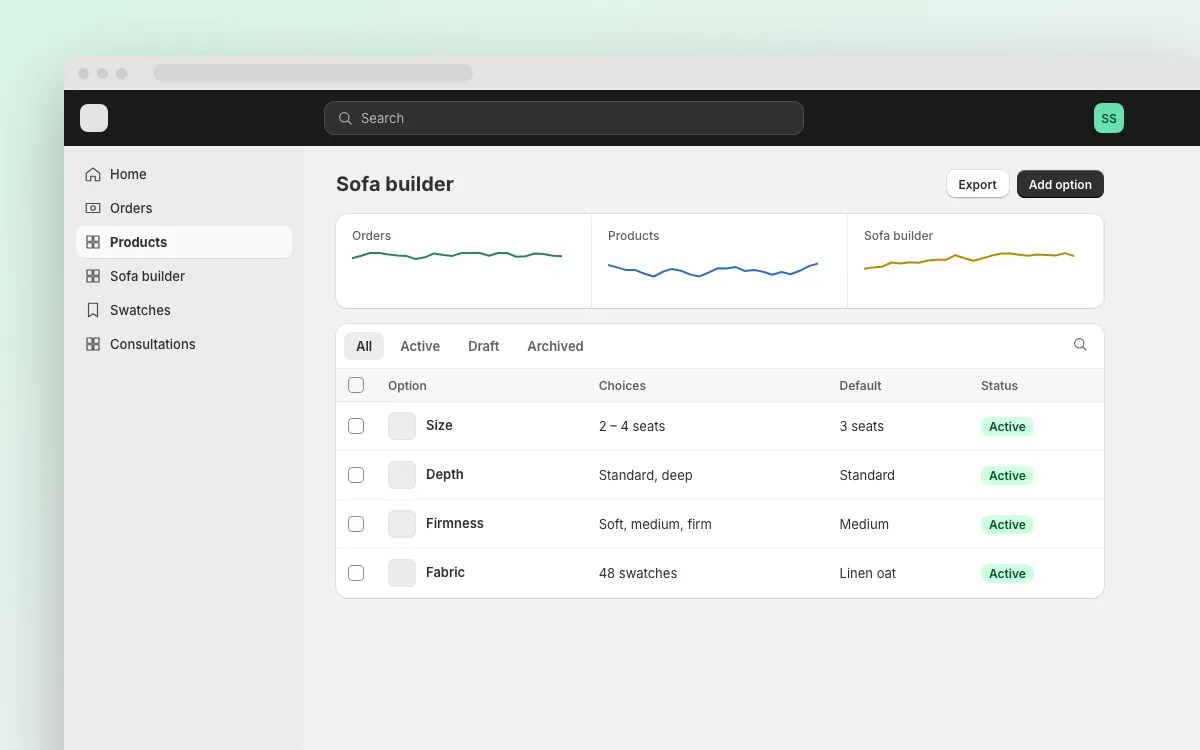 Search
SS
Home
Orders
Products
Sofa builder
Swatches
Consultations
Sofa builder
Export
Add option
Orders
Products
Sofa builder
All
Active
Draft
Archived
Option
Choices
Default
Status
Size
2 – 4 seats
3 seats
Active
Depth
Standard, deep
Standard
Active
Firmness
Soft, medium, firm
Medium
Active
Fabric
48 swatches
Linen oat
Active